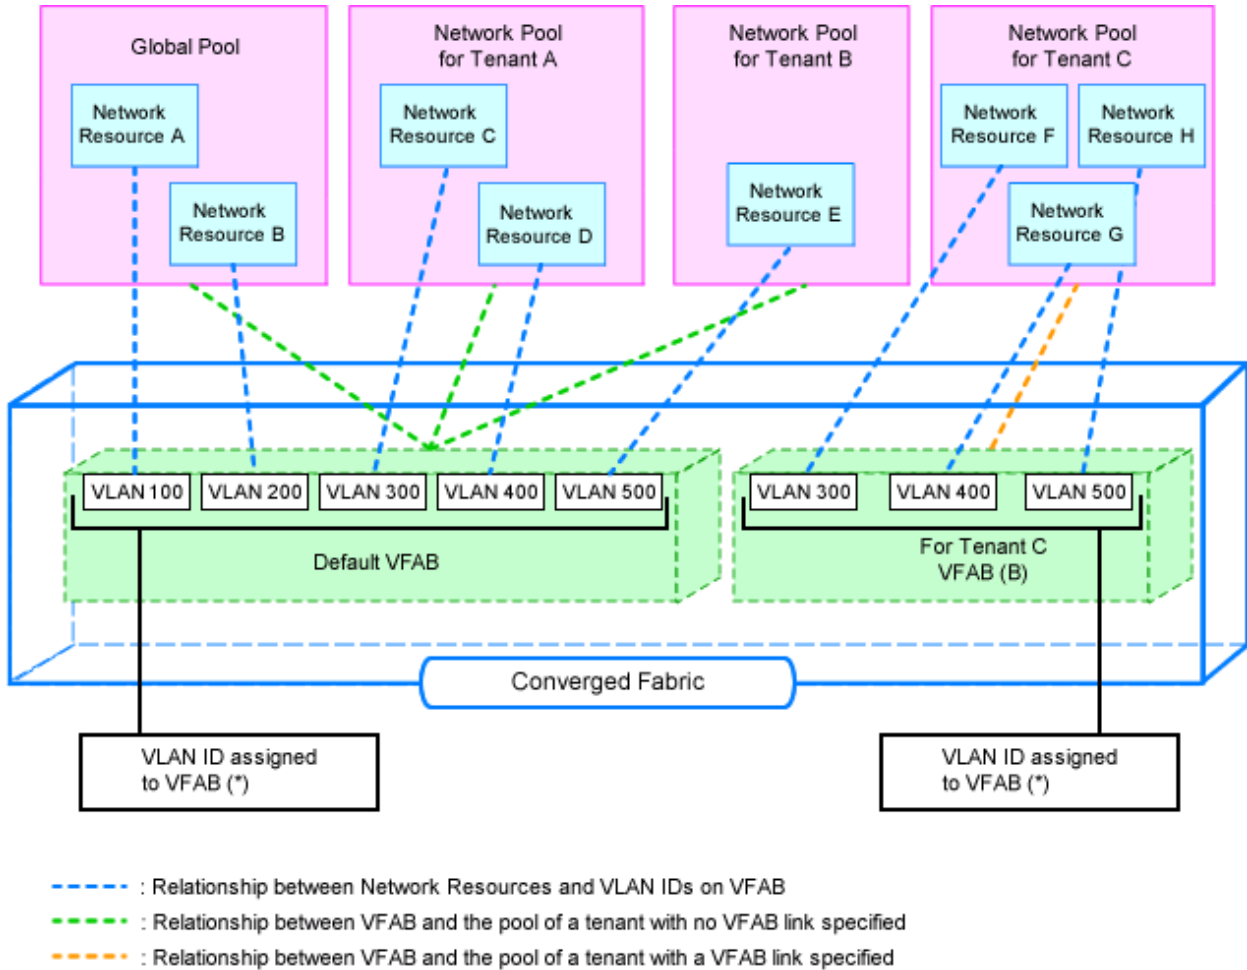 Global Pool
Network Pool
for Tenant A
Network Pool
for Tenant B
Network Pool
for Tenant C
Network
Resource A
Network
Resource B
Network
Resource C
Network
Resource D
Network
Resource E
Network
Resource F
Network
Resource H
Network
Resource G
VLAN 100
VLAN 200
VLAN 300
VLAN 400
VLAN 500
VLAN 300
VLAN 400
VLAN 500
Default VFAB
For Tenant C
VFAB (B)
Converged Fabric
VLAN ID assigned
to VFAB (*)
VLAN ID assigned
to VFAB (*)
: Relationship between Network Resources and VLAN IDs on VFAB
: Relationship between VFAB and the pool of a tenant with no VFAB link specified
: Relationship between VFAB and the pool of a tenant with a VFAB link specified